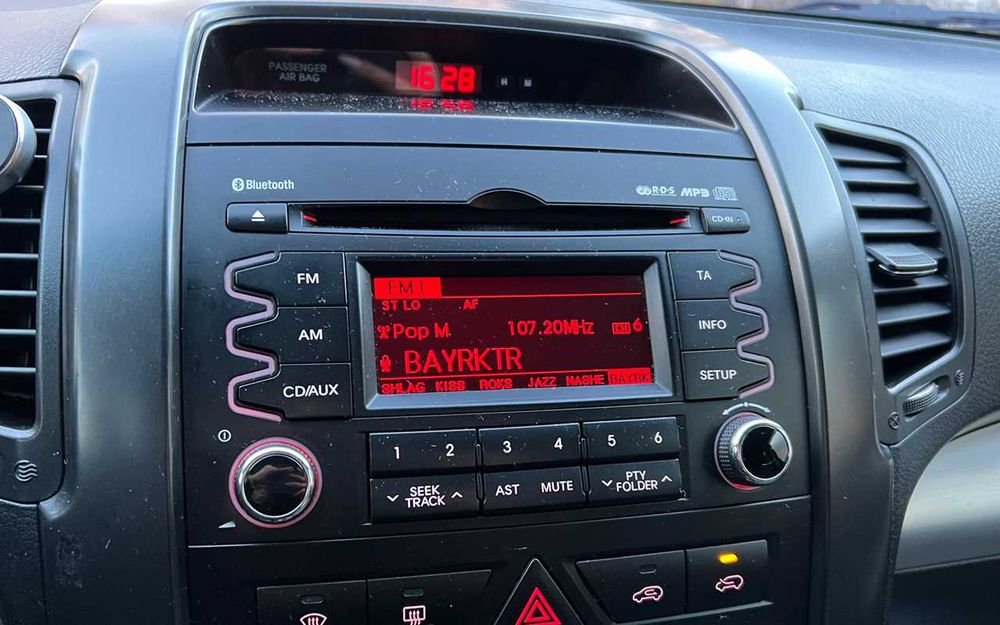 PASSENGER
AIR BAG
16 28
H M
Bluetooth
R·D·S MP3
CD-IN
FM
AM
CD/AUX
FM 1
ST LO AF
Pop M 107.20MHz 6
BAYRKTR
SHLAG KISS ROKS JAZZ NASHE BAYRK
TA
INFO
SETUP
1 2 3 4 5 6
SEEK
TRACK
AST MUTE
PTY
FOLDER